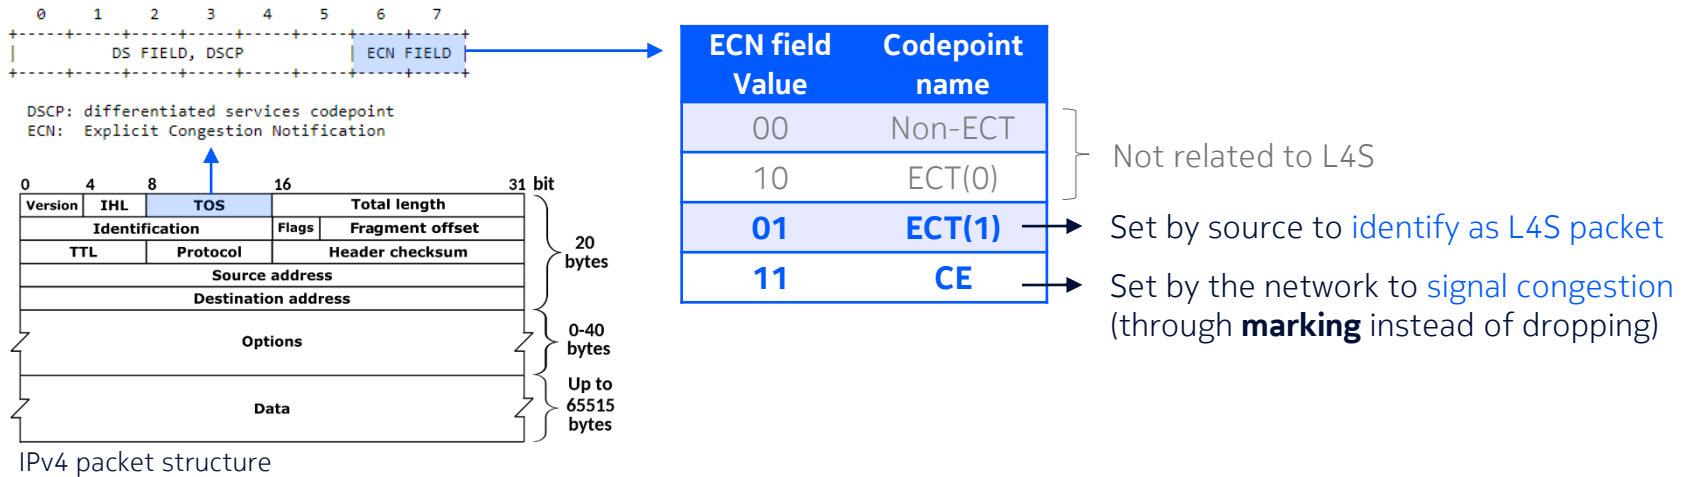 0 1 2 3 4 5 6 7
+-----+-----+-----+-----+-----+-----+-----+-----+
| DS FIELD, DSCP | ECN FIELD |
+-----+-----+-----+-----+-----+-----+-----+-----+
DSCP: differentiated services codepoint
ECN: Explicit Congestion Notification
0 4 8 16 31 bit
Version IHL TOS Total length
Identification Flags Fragment offset
TTL Protocol Header checksum
Source address
Destination address
20
bytes
Options
0-40
bytes
Data
Up to
65515
bytes
IPv4 packet structure
ECN field Codepoint
Value name
00 Non-ECT
10 ECT(0)
Not related to L4S
01 ECT(1)
Set by source to identify as L4S packet
11 CE
Set by the network to signal congestion
(through marking instead of dropping)